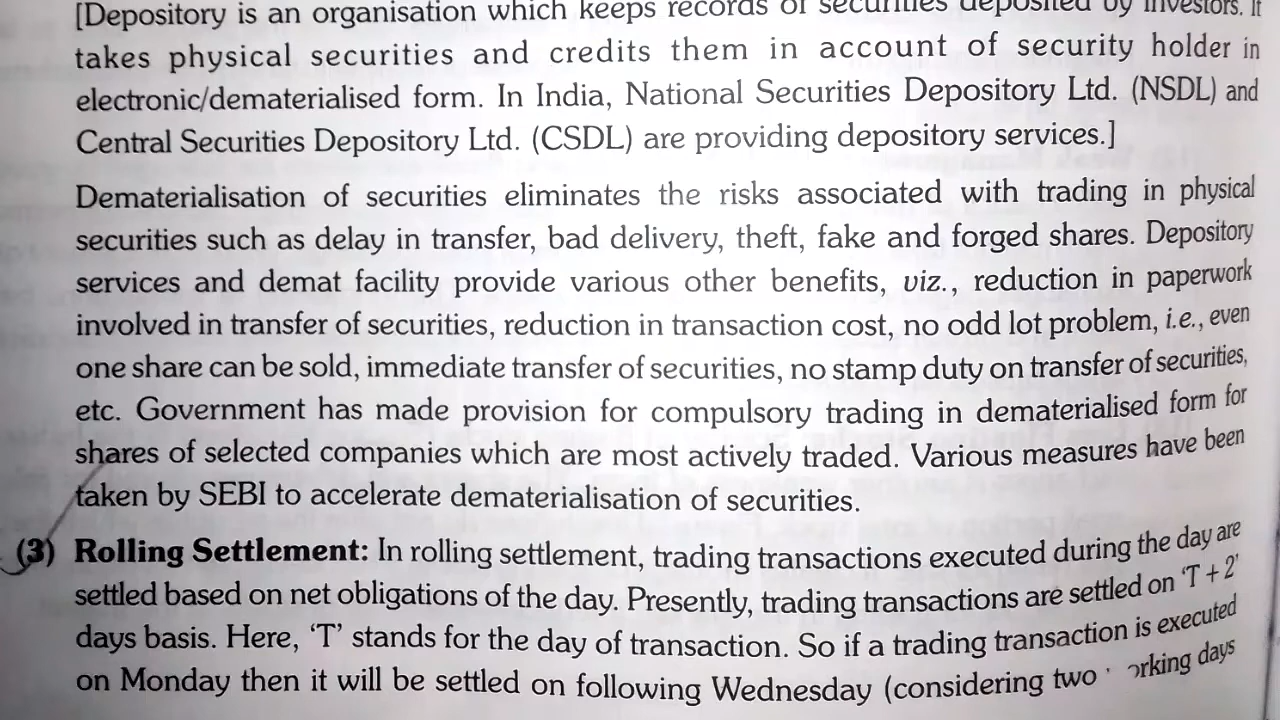 [Depository is an organisation which keeps records of securities deposited by investors. It
takes physical securities and credits them in account of security holder in
electronic/dematerialised form. In India, National Securities Depository Ltd. (NSDL) and
Central Securities Depository Ltd. (CSDL) are providing depository services.]
Dematerialisation of securities eliminates the risks associated with trading in physical
securities such as delay in transfer, bad delivery, theft, fake and forged shares. Depository
services and demat facility provide various other benefits, viz., reduction in paperwork
involved in transfer of securities, reduction in transaction cost, no odd lot problem, i.e., even
one share can be sold, immediate transfer of securities, no stamp duty on transfer of securities,
etc. Government has made provision for compulsory trading in dematerialised form for
shares of selected companies which are most actively traded. Various measures have been
taken by SEBI to accelerate dematerialisation of securities.
(3) Rolling Settlement: In rolling settlement, trading transactions executed during the day are
settled based on net obligations of the day. Presently, trading transactions are settled on ‘T + 2’
days basis. Here, ‘T’ stands for the day of transaction. So if a trading transaction is executed
on Monday then it will be settled on following Wednesday (considering two days